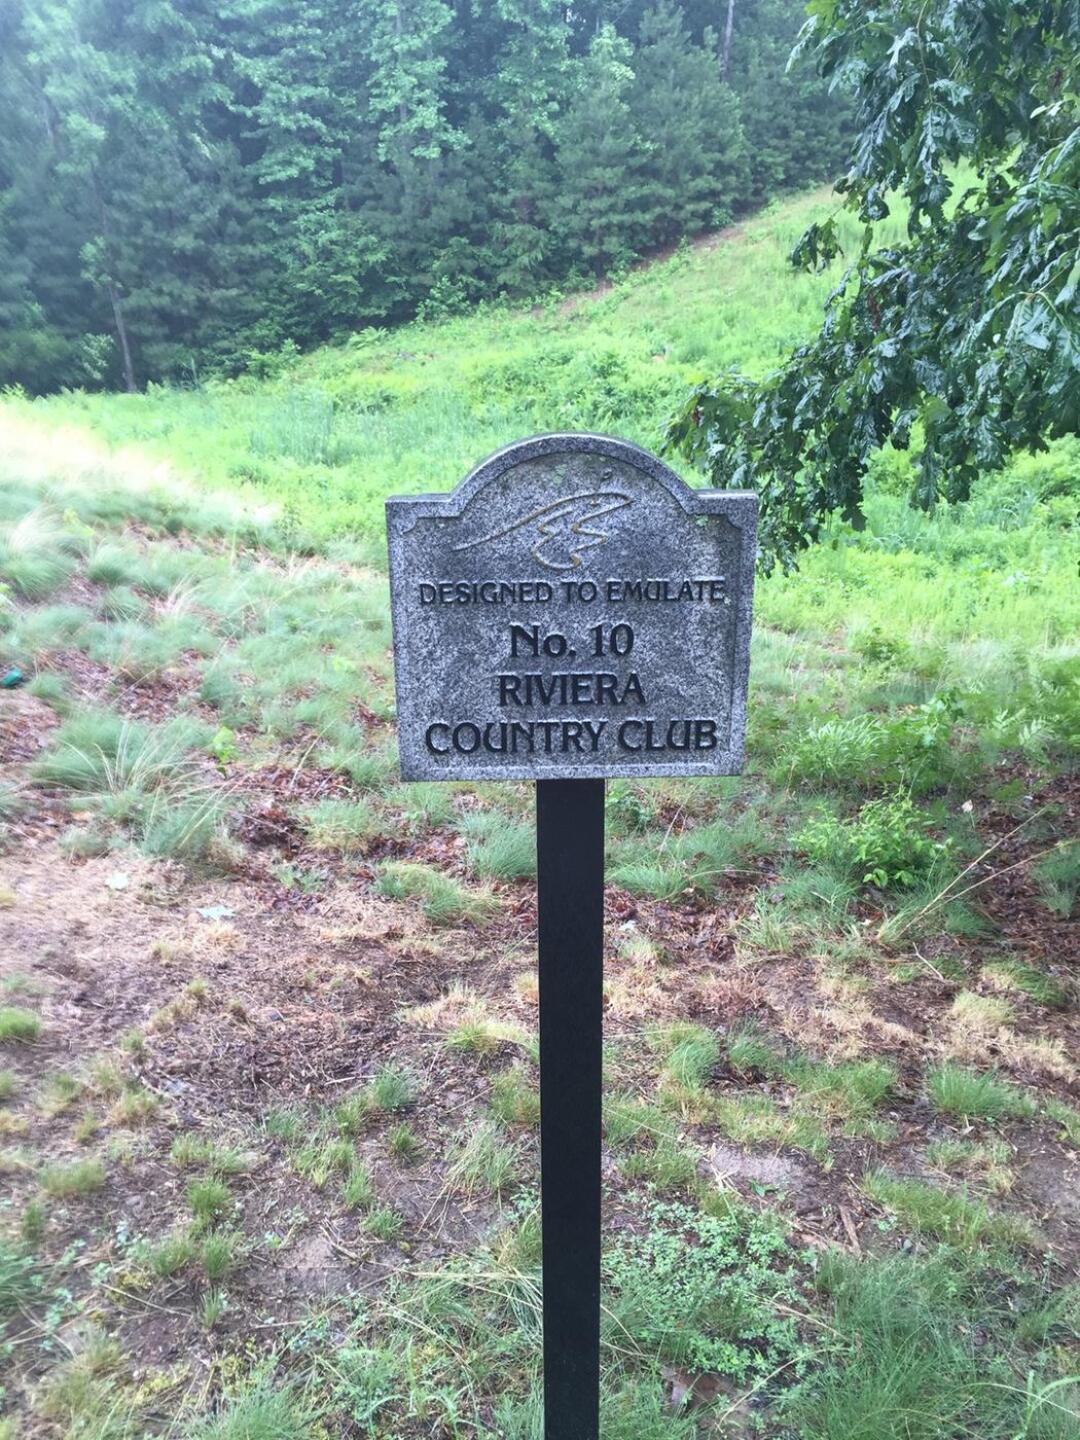 DESIGNED TO EMULATE
No. 10
RIVIERA
COUNTRY CLUB